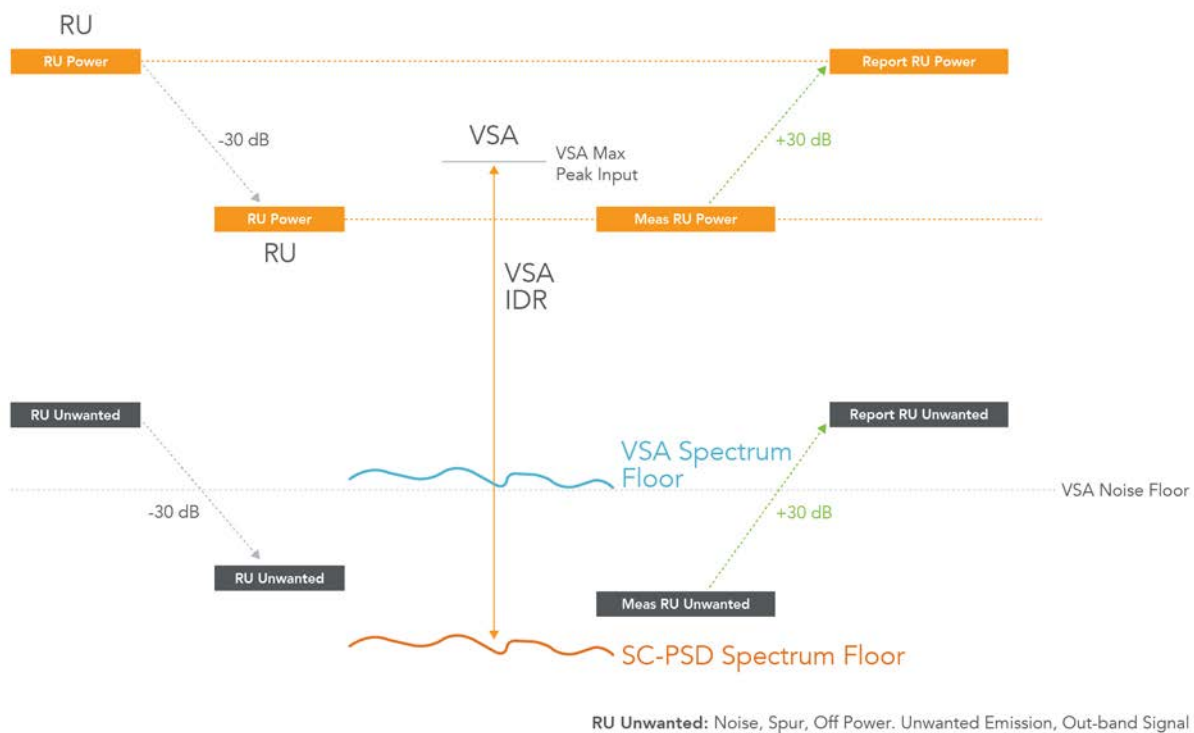 RU
RU Power
Report RU Power
-30 dB
VSA
VSA Max
Peak Input
+30 dB
RU Power
Meas RU Power
RU
VSA
IDR
RU Unwanted
Report RU Unwanted
VSA Spectrum
Floor
VSA Noise Floor
-30 dB
+30 dB
RU Unwanted
Meas RU Unwanted
SC-PSD Spectrum Floor
RU Unwanted: Noise, Spur, Off Power. Unwanted Emission, Out-band Signal